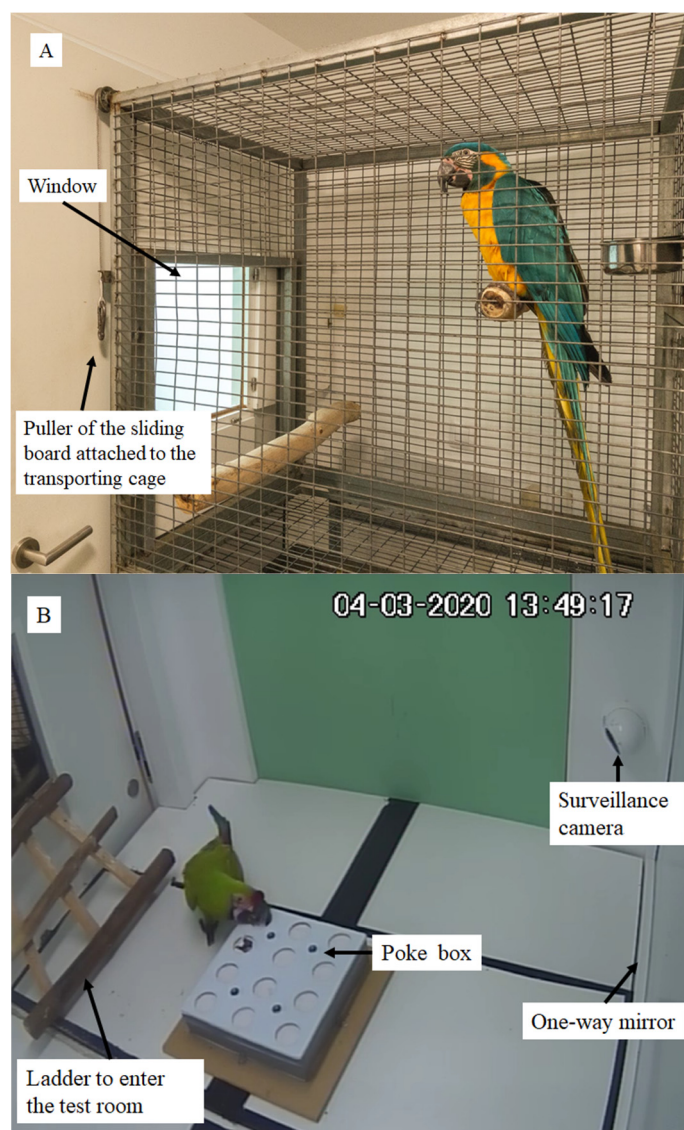 A
Window
Puller of the sliding
board attached to the
transporting cage
B
04-03-2020 13:49:17
Surveillance
camera
Poke box
One-way mirror
Ladder to enter
the test room